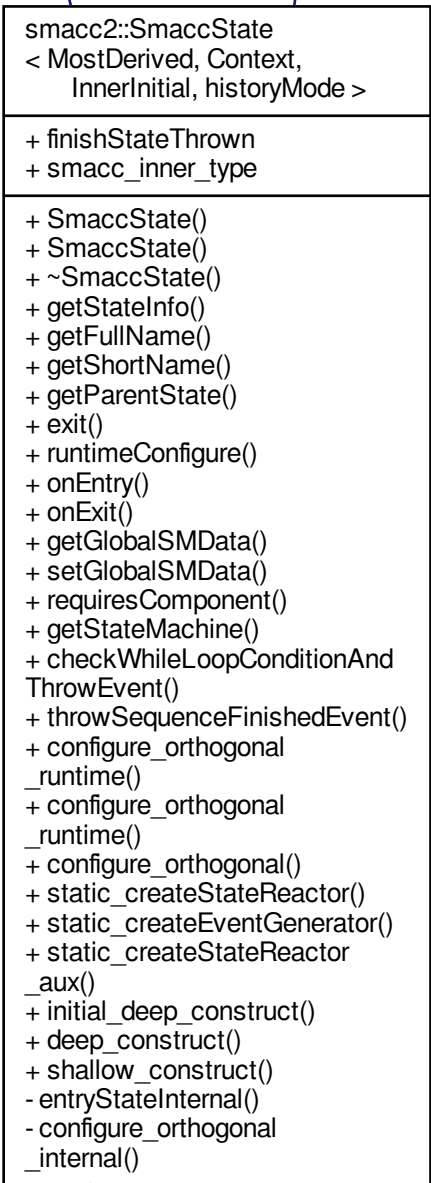 smacc2::SmaccState
< MostDerived, Context,
InnerInitial, historyMode >
+ finishStateThrown
+ smacc_inner_type
+ SmaccState()
+ SmaccState()
+ ~SmaccState()
+ getStateInfo()
+ getFullName()
+ getShortName()
+ getParentState()
+ exit()
+ runtimeConfigure()
+ onEntry()
+ onExit()
+ getGlobalSMData()
+ setGlobalSMData()
+ requiresComponent()
+ getStateMachine()
+ checkWhileLoopConditionAnd
ThrowEvent()
+ throwSequenceFinishedEvent()
+ configure_orthogonal
_runtime()
+ configure_orthogonal
_runtime()
+ configure_orthogonal()
+ static_createStateReactor()
+ static_createEventGenerator()
+ static_createStateReactor
_aux()
+ initial_deep_construct()
+ deep_construct()
+ shallow_construct()
- entryStateInternal()
- configure_orthogonal
_internal()